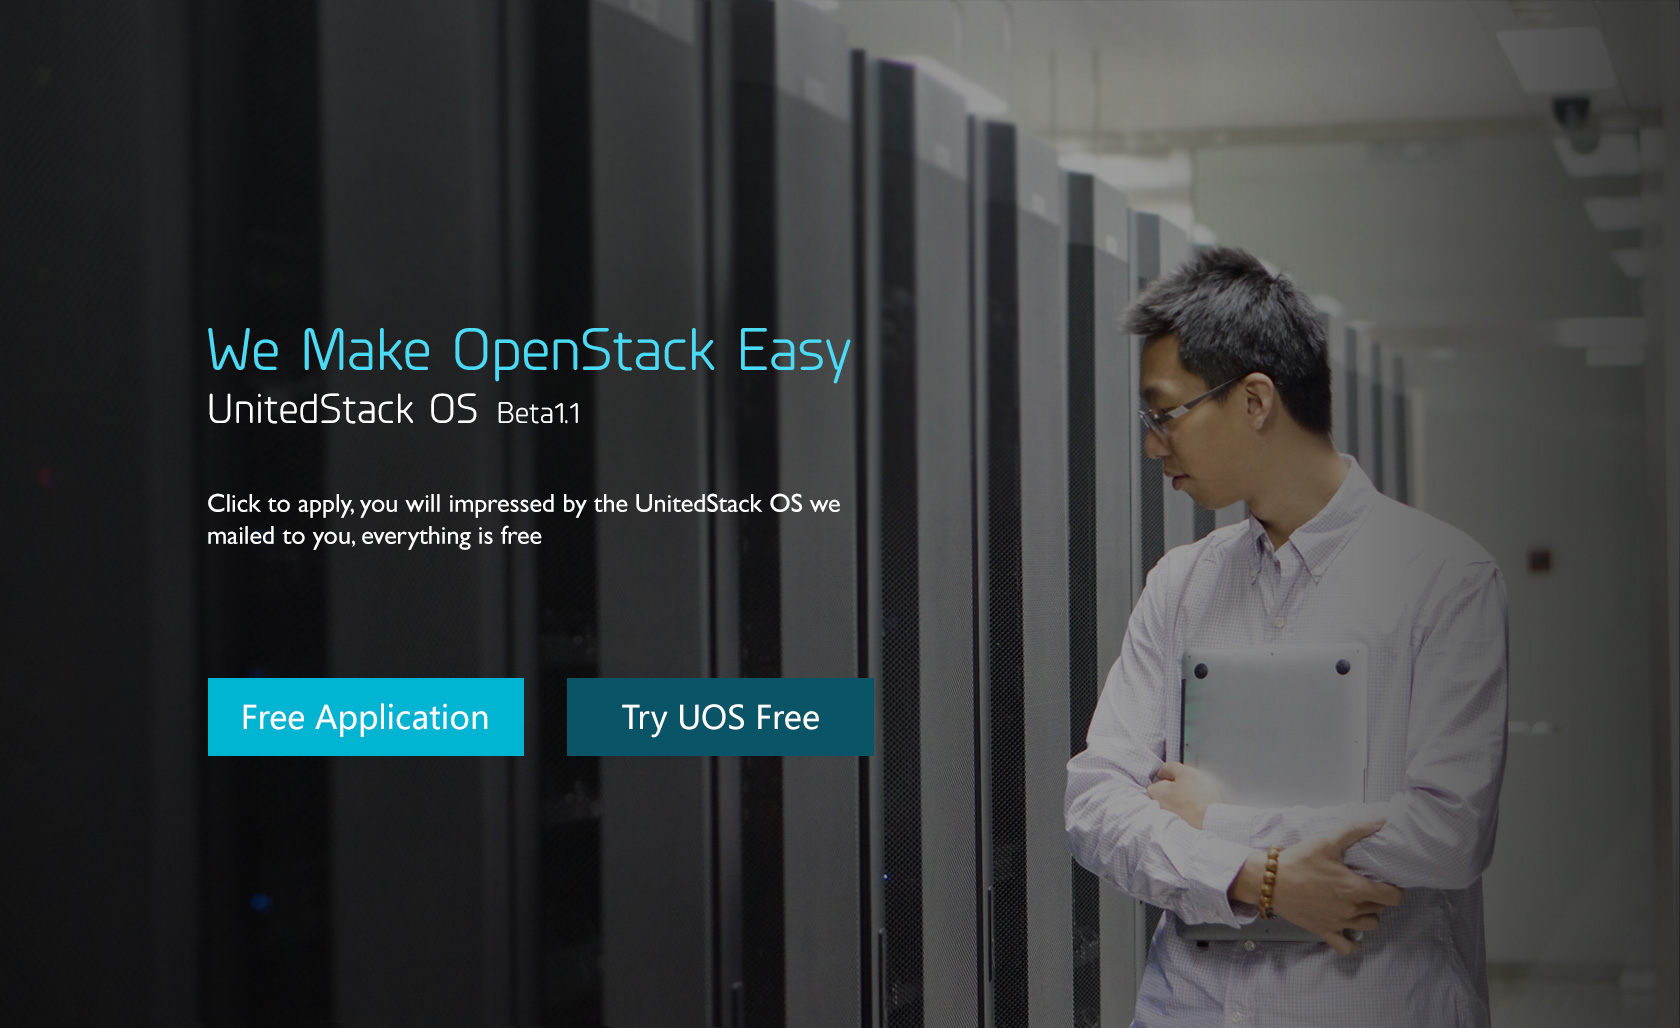 We Make OpenStack Easy
UnitedStack OS Beta1.1
Click to apply, you will impressed by the UnitedStack OS we
mailed to you, everything is free
Free Application
Try UOS Free